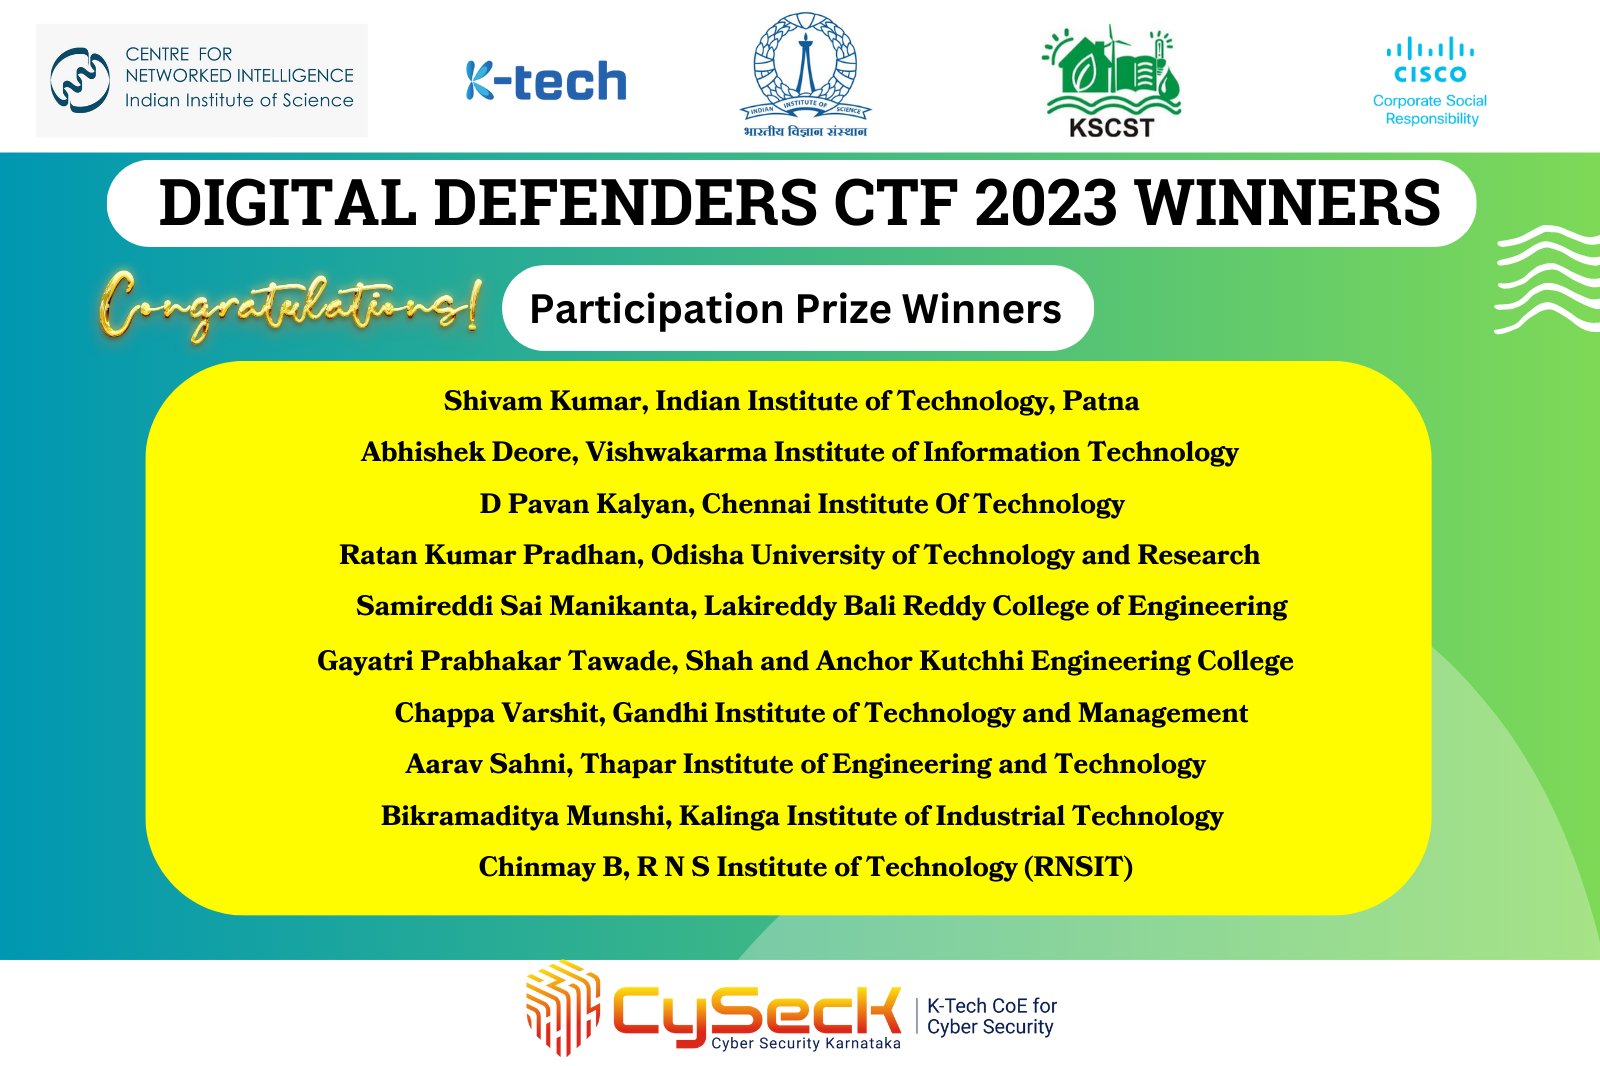 CENTRE FOR
NETWORKED INTELLIGENCE
Indian Institute of Science
K-tech
INDIAN INSTITUTE OF SCIENCE
भारतीय विज्ञान संस्थान
KSCST
CISCO
Corporate Social
Responsibility
DIGITAL DEFENDERS CTF 2023 WINNERS
Congratulations!
Participation Prize Winners
Shivam Kumar, Indian Institute of Technology, Patna
Abhishek Deore, Vishwakarma Institute of Information Technology
D Pavan Kalyan, Chennai Institute Of Technology
Ratan Kumar Pradhan, Odisha University of Technology and Research
Samireddi Sai Manikanta, Lakireddy Bali Reddy College of Engineering
Gayatri Prabhakar Tawade, Shah and Anchor Kutchhi Engineering College
Chappa Varshit, Gandhi Institute of Technology and Management
Aarav Sahni, Thapar Institute of Engineering and Technology
Bikramaditya Munshi, Kalinga Institute of Industrial Technology
Chinmay B, R N S Institute of Technology (RNSIT)
CySecK
Cyber Security Karnataka
K-Tech CoE for
Cyber Security